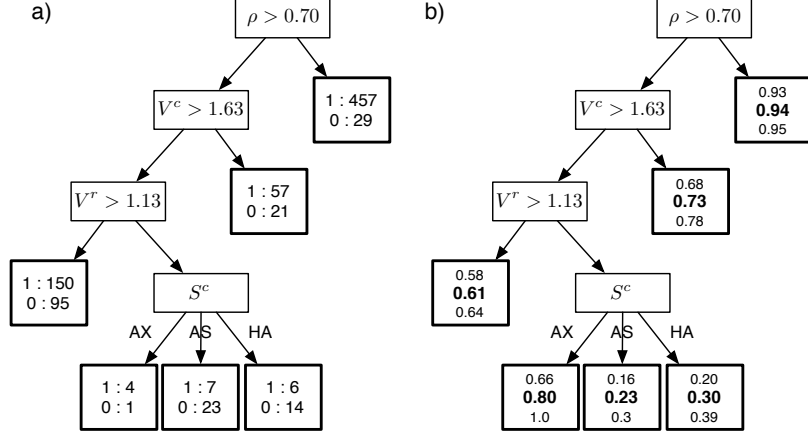 a)
ρ > 0.70
V^c > 1.63
1 : 457
0 : 29
V^r > 1.13
1 : 57
0 : 21
1 : 150
0 : 95
S^c
AX AS HA
1 : 4
0 : 1
1 : 7
0 : 23
1 : 6
0 : 14
b)
ρ > 0.70
V^c > 1.63
0.93
0.94
0.95
V^r > 1.13
0.68
0.73
0.78
0.58
0.61
0.64
S^c
AX AS HA
0.66
0.80
1.0
0.16
0.23
0.3
0.20
0.30
0.39